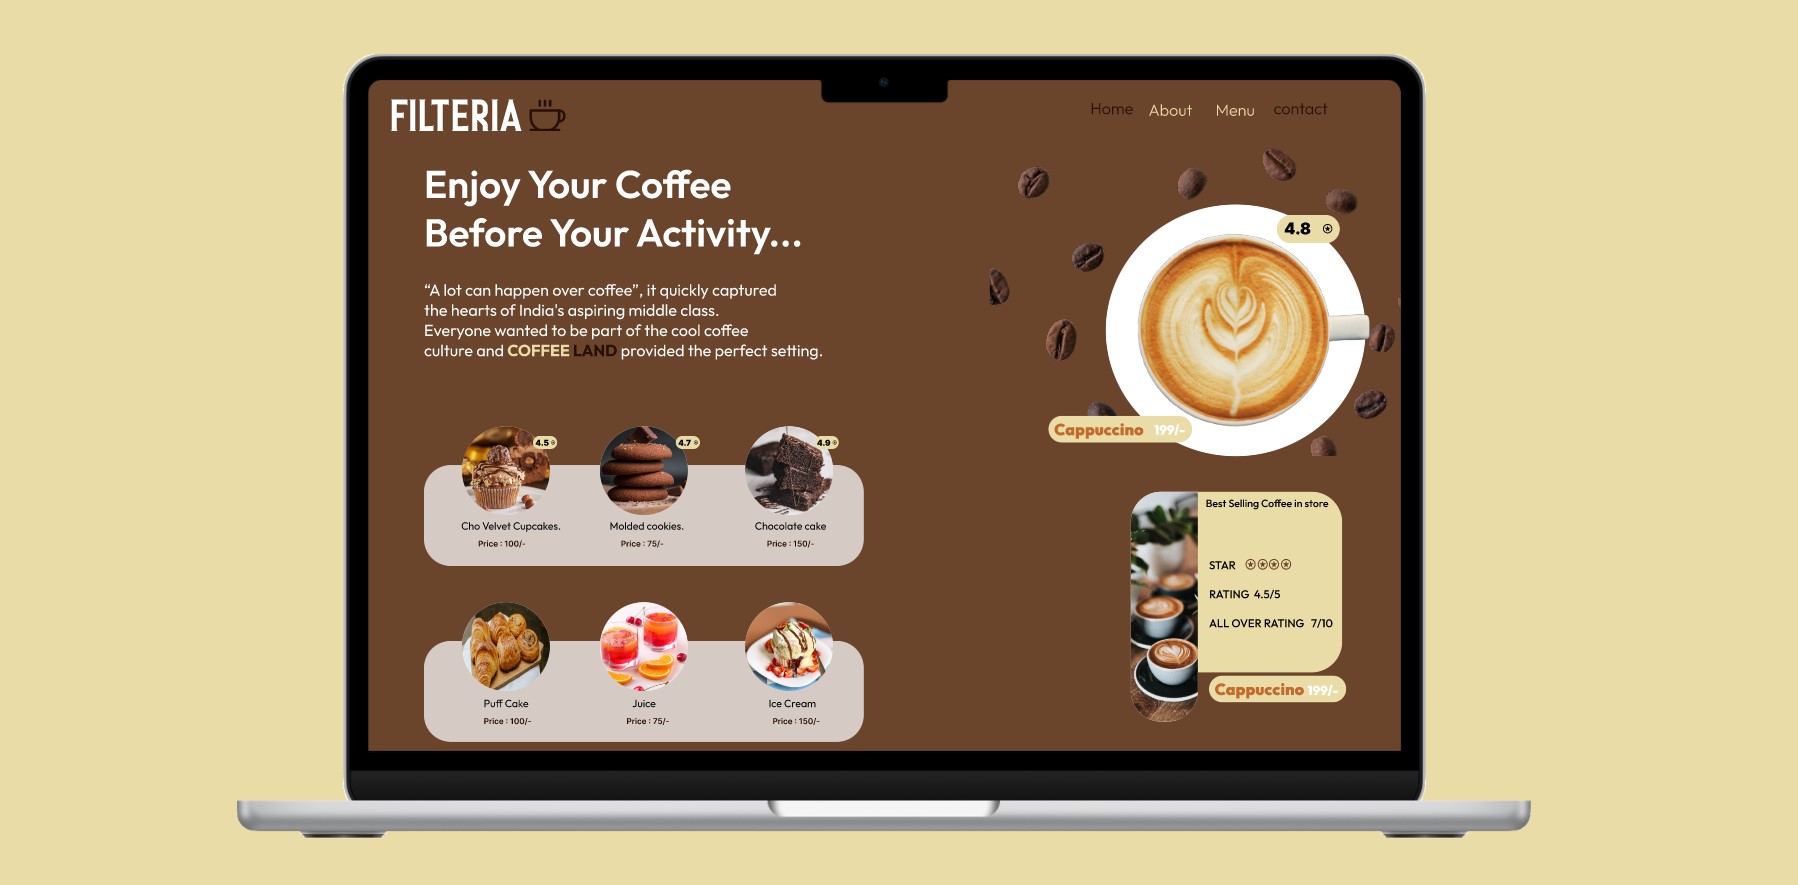 FILTERIA
Home About Menu contact
Enjoy Your Coffee
Before Your Activity...
“A lot can happen over coffee”, it quickly captured
the hearts of India's aspiring middle class.
Everyone wanted to be part of the cool coffee
culture and COFFEE LAND provided the perfect setting.
4.8
Cappuccino 199/-
4.5
4.7
4.9
Cho Velvet Cupcakes.
Molded cookies.
Chocolate cake
Price : 100/-
Price : 75/-
Price : 150/-
Puff Cake
Juice
Ice Cream
Price : 100/-
Price : 75/-
Price : 150/-
Best Selling Coffee in store
STAR
RATING 4.5/5
ALL OVER RATING 7/10
Cappuccino 199/-